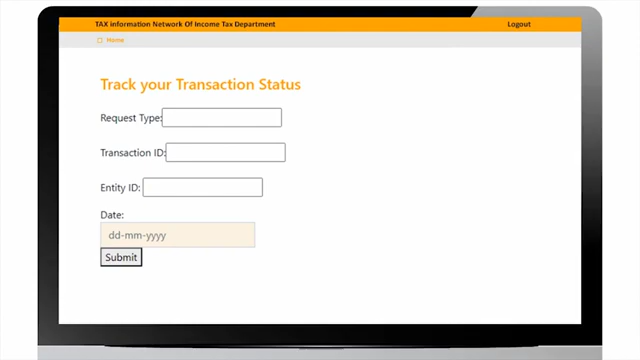 TAX information Network Of Income Tax Department Logout
Home
Track your Transaction Status
Request Type:
Transaction ID:
Entity ID:
Date:
dd-mm-yyyy
Submit